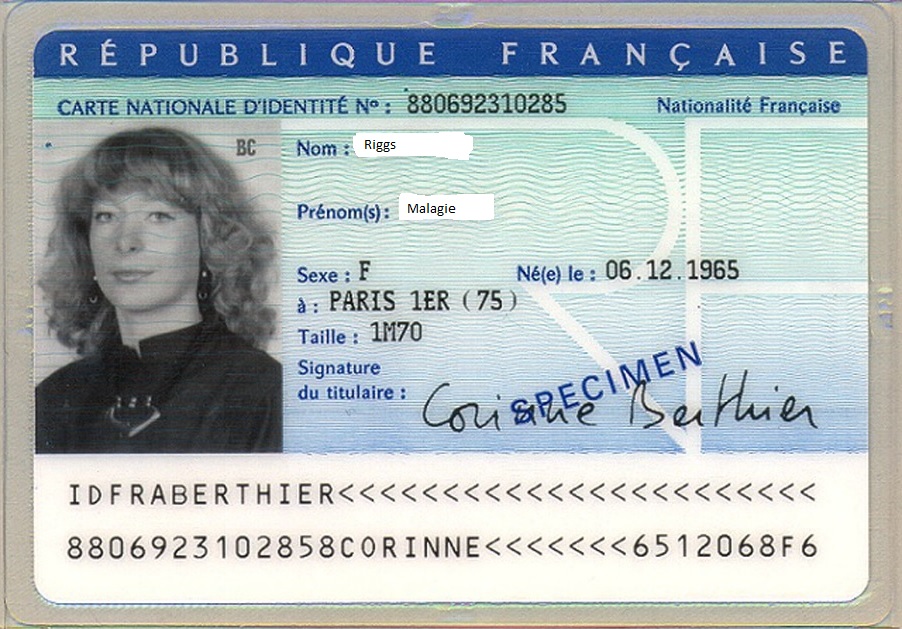 RÉPUBLIQUE FRANÇAISE
CARTE NATIONALE D'IDENTITÉ Nº : 880692310285 Nationalité Française
BC
Nom : Riggs
Prénom(s) : Malagie
Sexe : F Né(e) le : 06.12.1965
à : PARIS 1ER (75)
Taille : 1M70
Signature
du titulaire : Corinne Berthier
SPECIMEN
IDFRABERTHIER<<<<<<<<<<<<<<<<<<<<<<<
8806923102858CORINNE<<<<<<<6512068F6